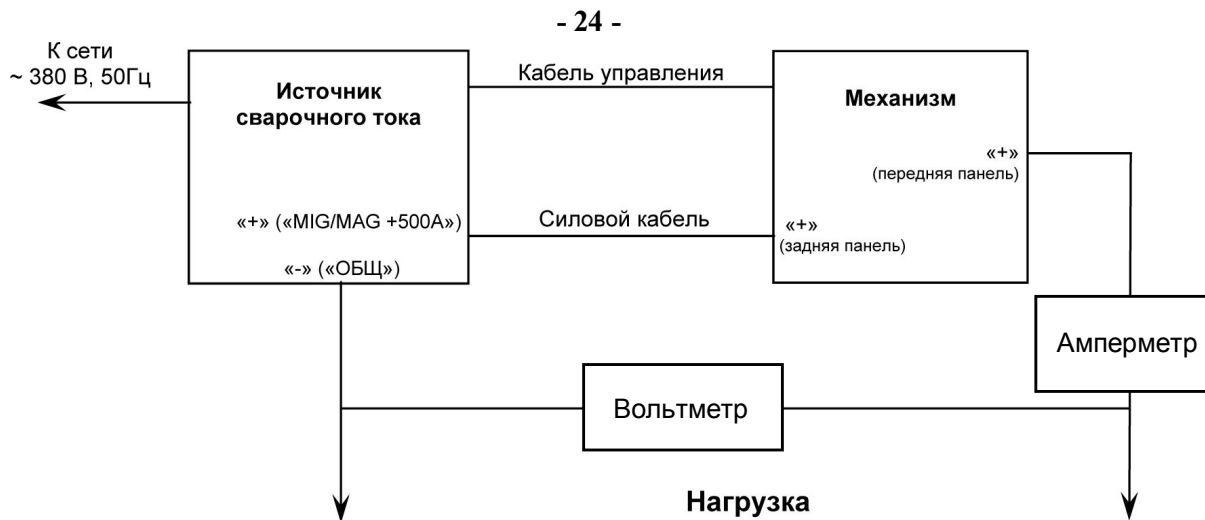 - 24 -
К сети
~ 380 В, 50Гц
Источник
сварочного тока
«+» («MIG/MAG +500А»)
«-» («ОБЩ»)
Кабель управления
Силовой кабель
Механизм
«+»
(передняя панель)
«+»
(задняя панель)
Амперметр
Вольтметр
Нагрузка